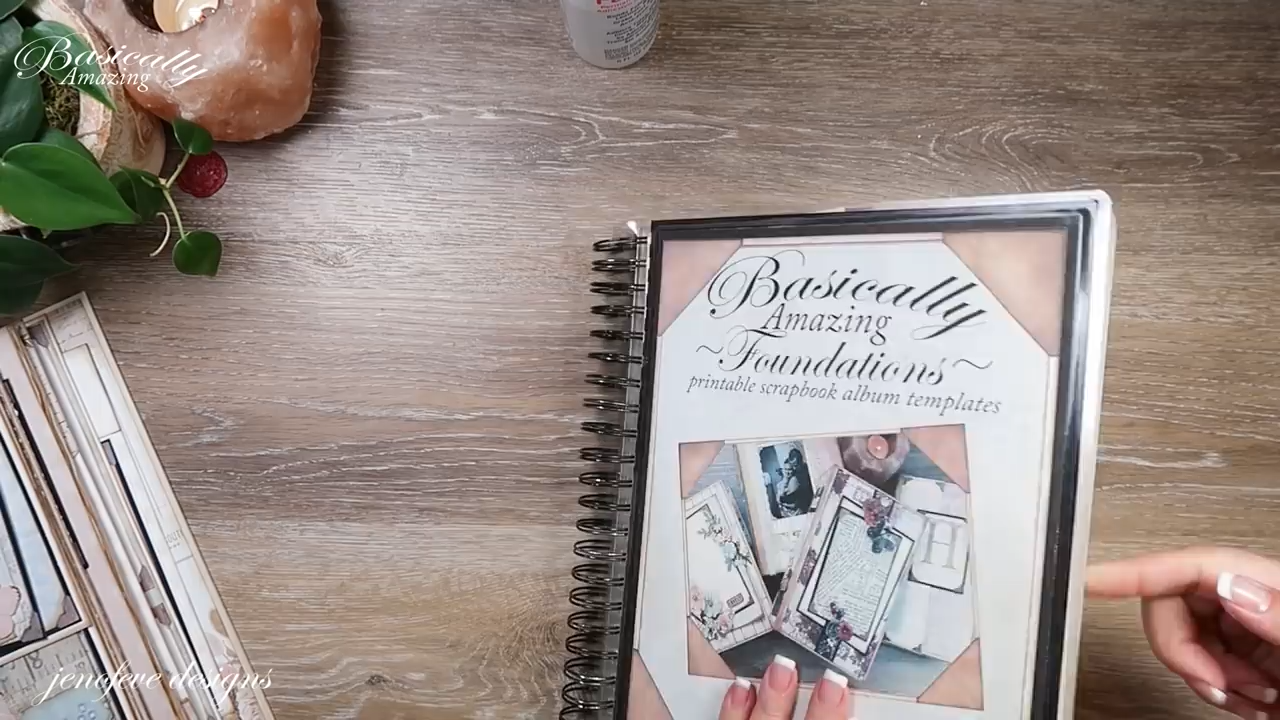 Basically
Amazing
Basically
Amazing
~Foundations~
printable scrapbook album templates
H
jenofeve designs